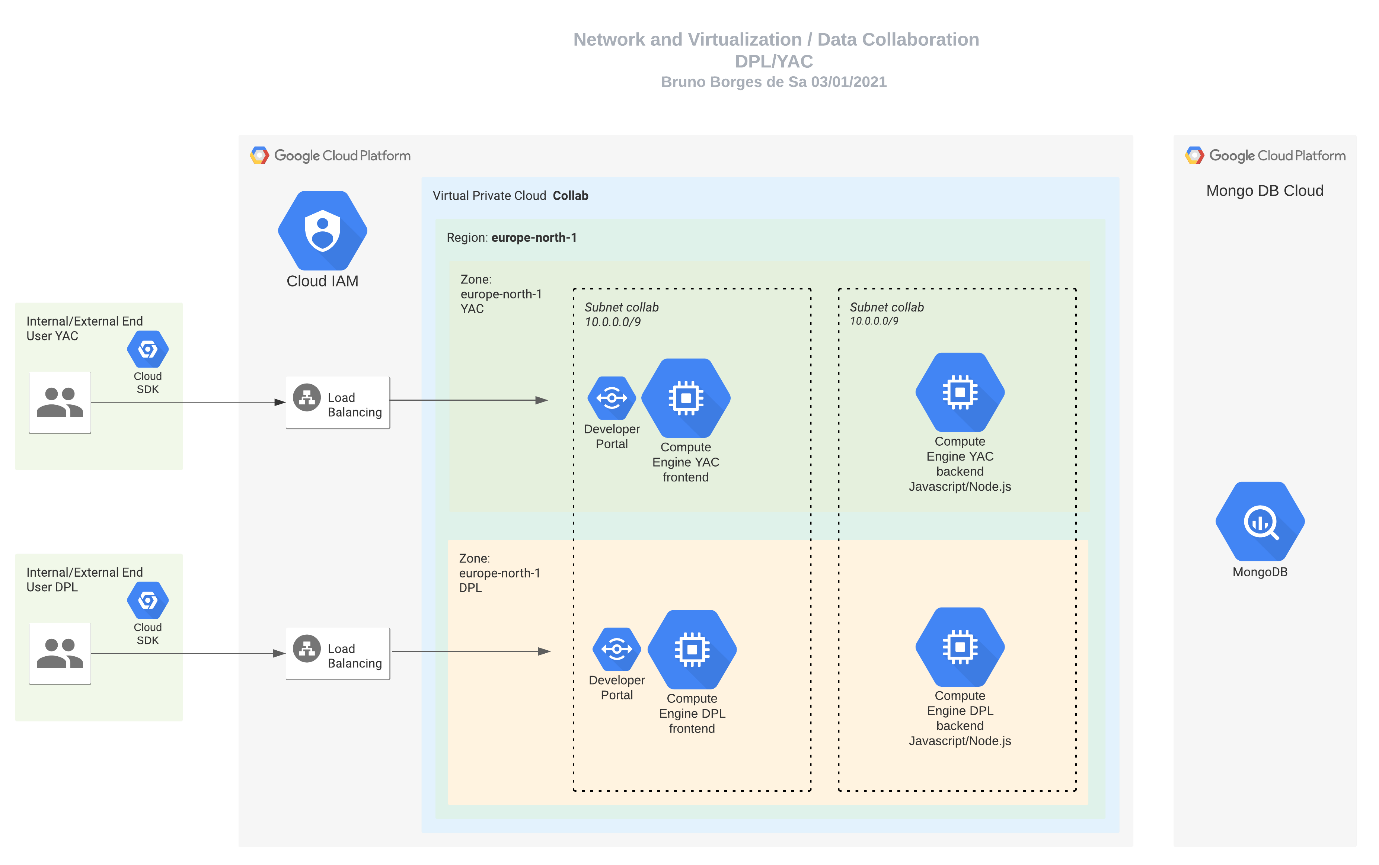 Network and Virtualization / Data Collaboration
DPL/YAC
Bruno Borges de Sa 03/01/2021
Google Cloud Platform
Google Cloud Platform
Mongo DB Cloud
Cloud IAM
Virtual Private Cloud Collab
Region: europe-north-1
Zone:
europe-north-1
YAC
Subnet collab
10.0.0.0/9
Subnet collab
10.0.0.0/9
Internal/External End
User YAC
Cloud
SDK
Load
Balancing
Developer
Portal
Compute
Engine YAC
frontend
Compute
Engine YAC
backend
Javascript/Node.js
MongoDB
Zone:
europe-north-1
DPL
Internal/External End
User DPL
Cloud
SDK
Load
Balancing
Developer
Portal
Compute
Engine DPL
frontend
Compute
Engine DPL
backend
Javascript/Node.js